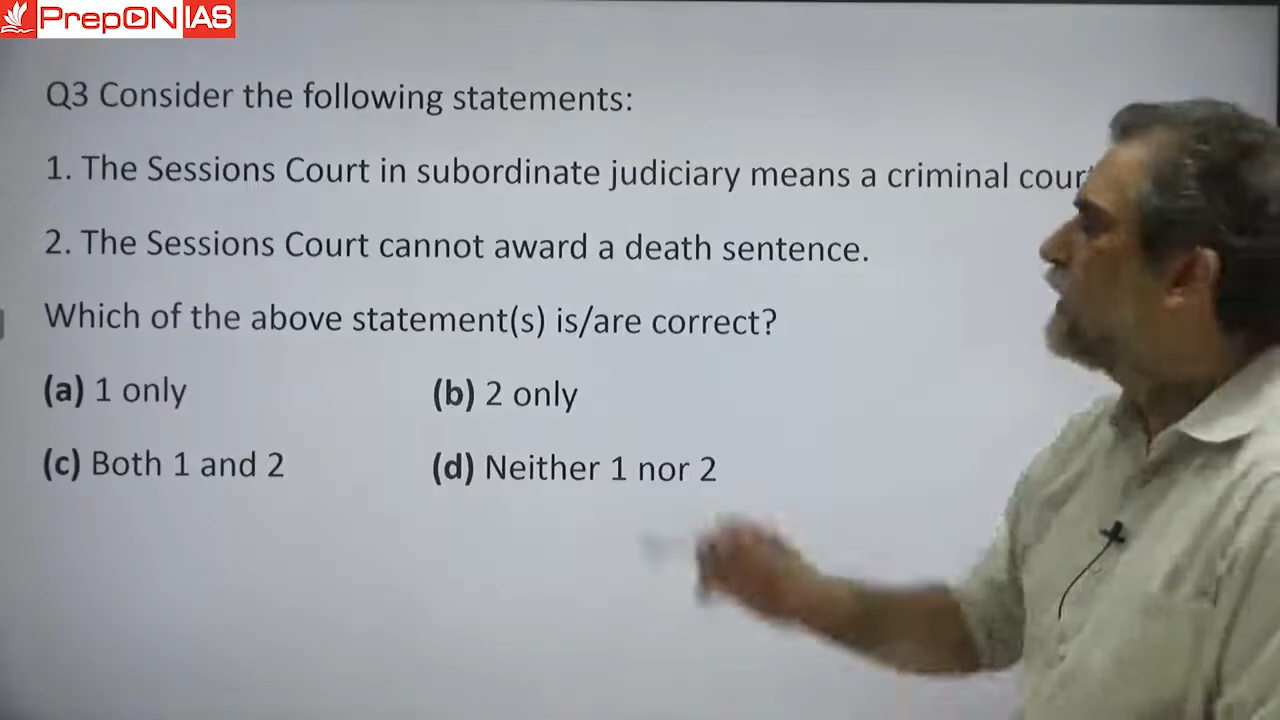 PrepON IAS
Q3 Consider the following statements:
1. The Sessions Court in subordinate judiciary means a criminal
2. The Sessions Court cannot award a death sentence.
Which of the above statement(s) is/are correct?
(a) 1 only (b) 2 only
(c) Both 1 and 2 (d) Neither 1 nor 2